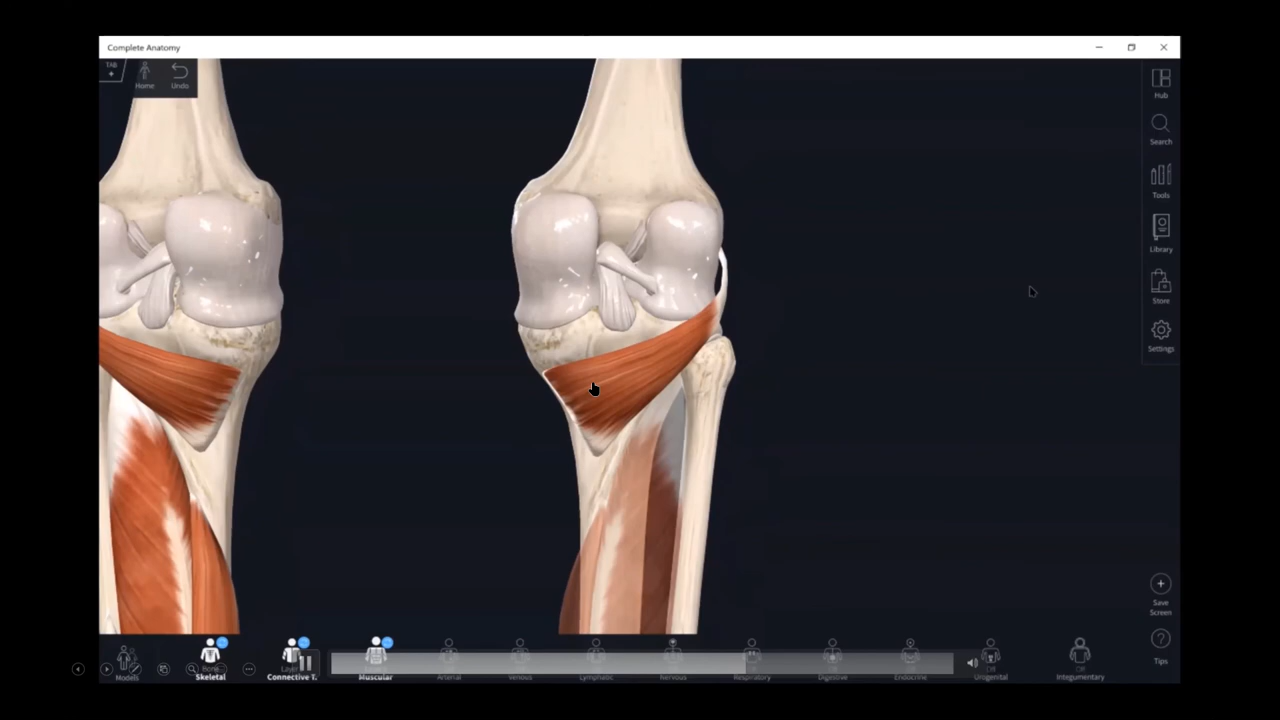 Complete Anatomy
TAB
+
Home
Undo
Hub
Search
Tools
Library
Store
Settings
Save
Screen
Tips
Models
Skeletal
Connective T.
Muscular
Arterial
Venous
Lymphatic
Nervous
Respiratory
Digestive
Endocrine
Urogenital
Integumentary